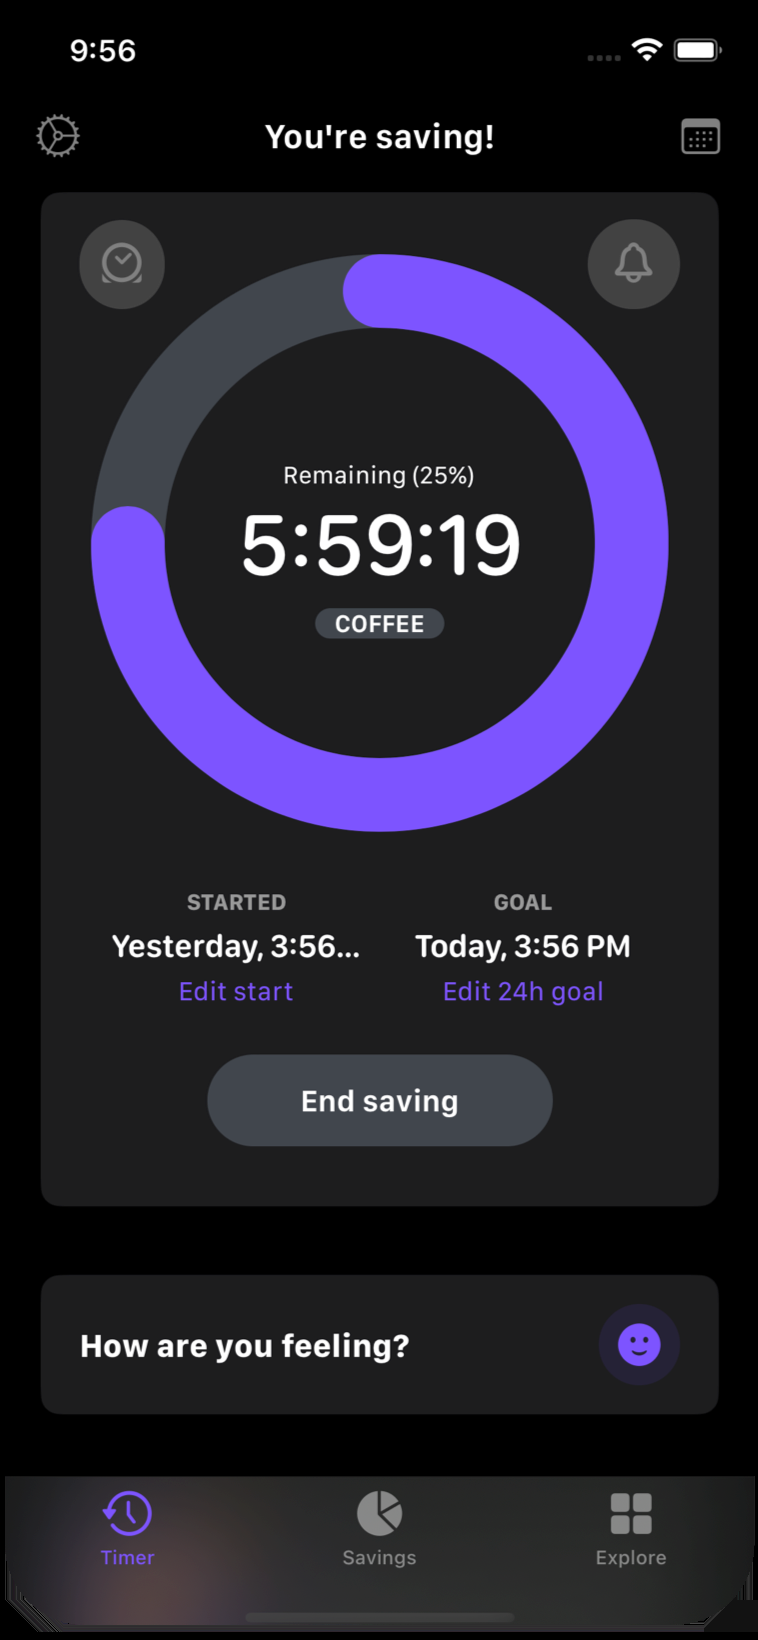 9:56
You're saving!
Remaining (25%)
5:59:19
COFFEE
STARTED
GOAL
Yesterday, 3:56...
Today, 3:56 PM
Edit start
Edit 24h goal
End saving
How are you feeling?
Timer
Savings
Explore